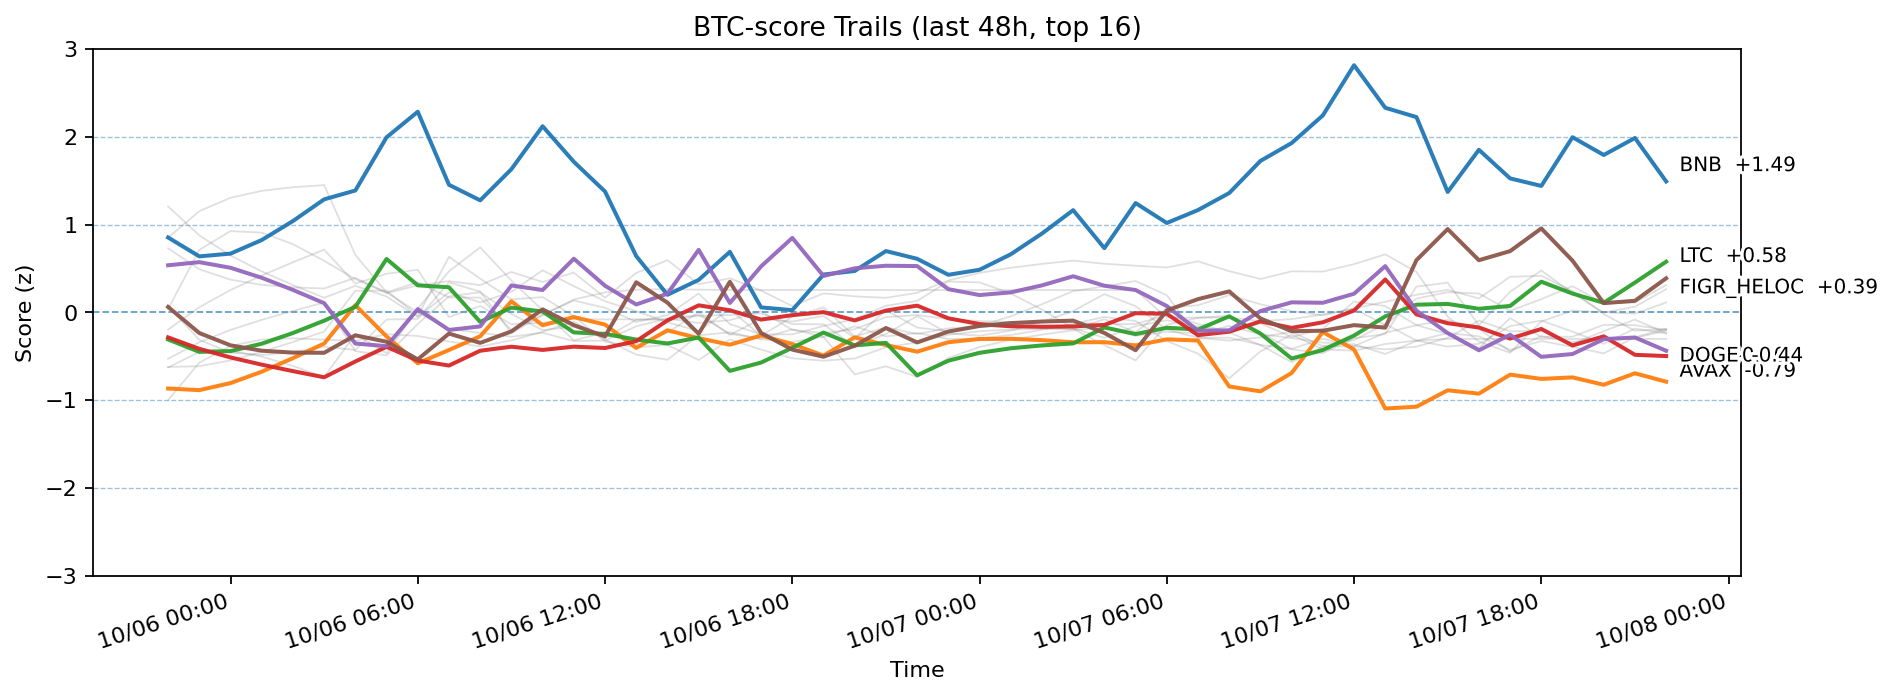 BTC-score Trails (last 48h, top 16)
3
2
1
0
−1
−2
−3
Score (z)
BNB +1.49
LTC +0.58
FIGR_HELOC +0.39
DOGE -0.44
AVAX -0.79
10/06 00:00
10/06 06:00
10/06 12:00
10/06 18:00
10/07 00:00
10/07 06:00
10/07 12:00
10/07 18:00
10/08 00:00
Time